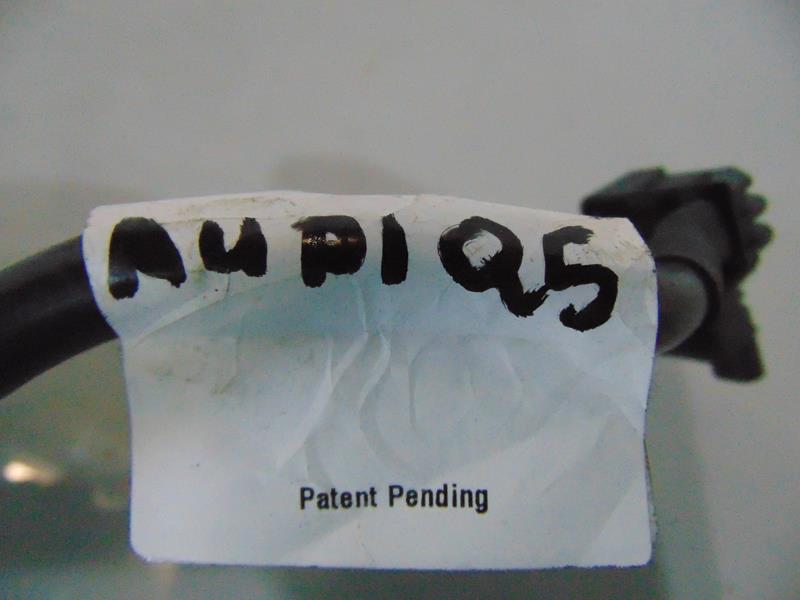 AUDI Q5
Patent Pending